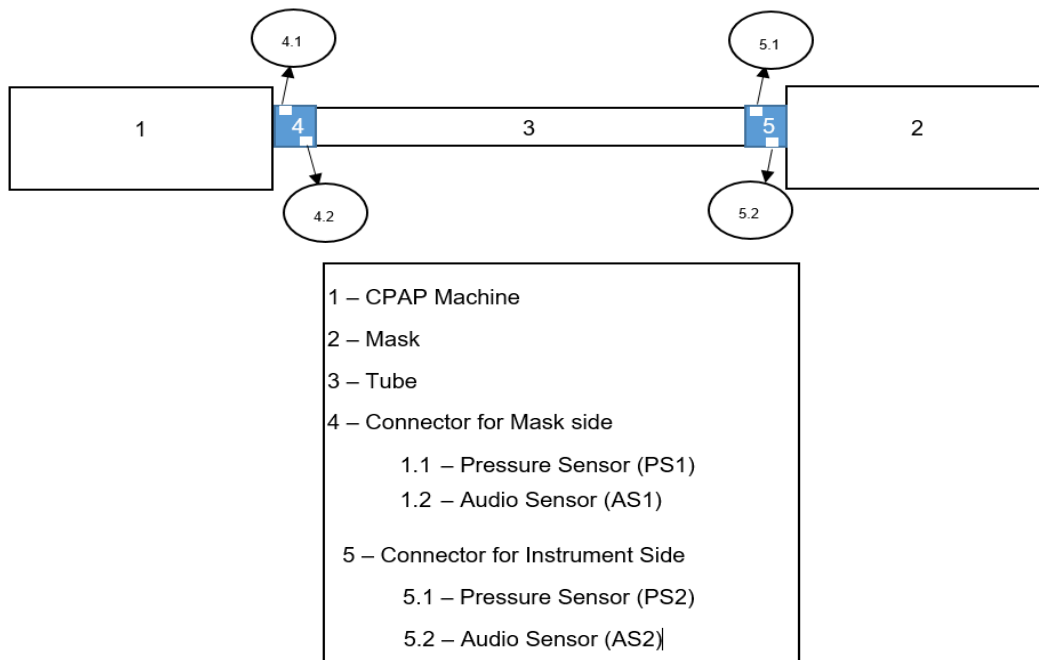 4.1
5.1
1
4
3
5
2
4.2
5.2
1 – CPAP Machine
2 – Mask
3 – Tube
4 – Connector for Mask side
1.1 – Pressure Sensor (PS1)
1.2 – Audio Sensor (AS1)
5 – Connector for Instrument Side
5.1 – Pressure Sensor (PS2)
5.2 – Audio Sensor (AS2)